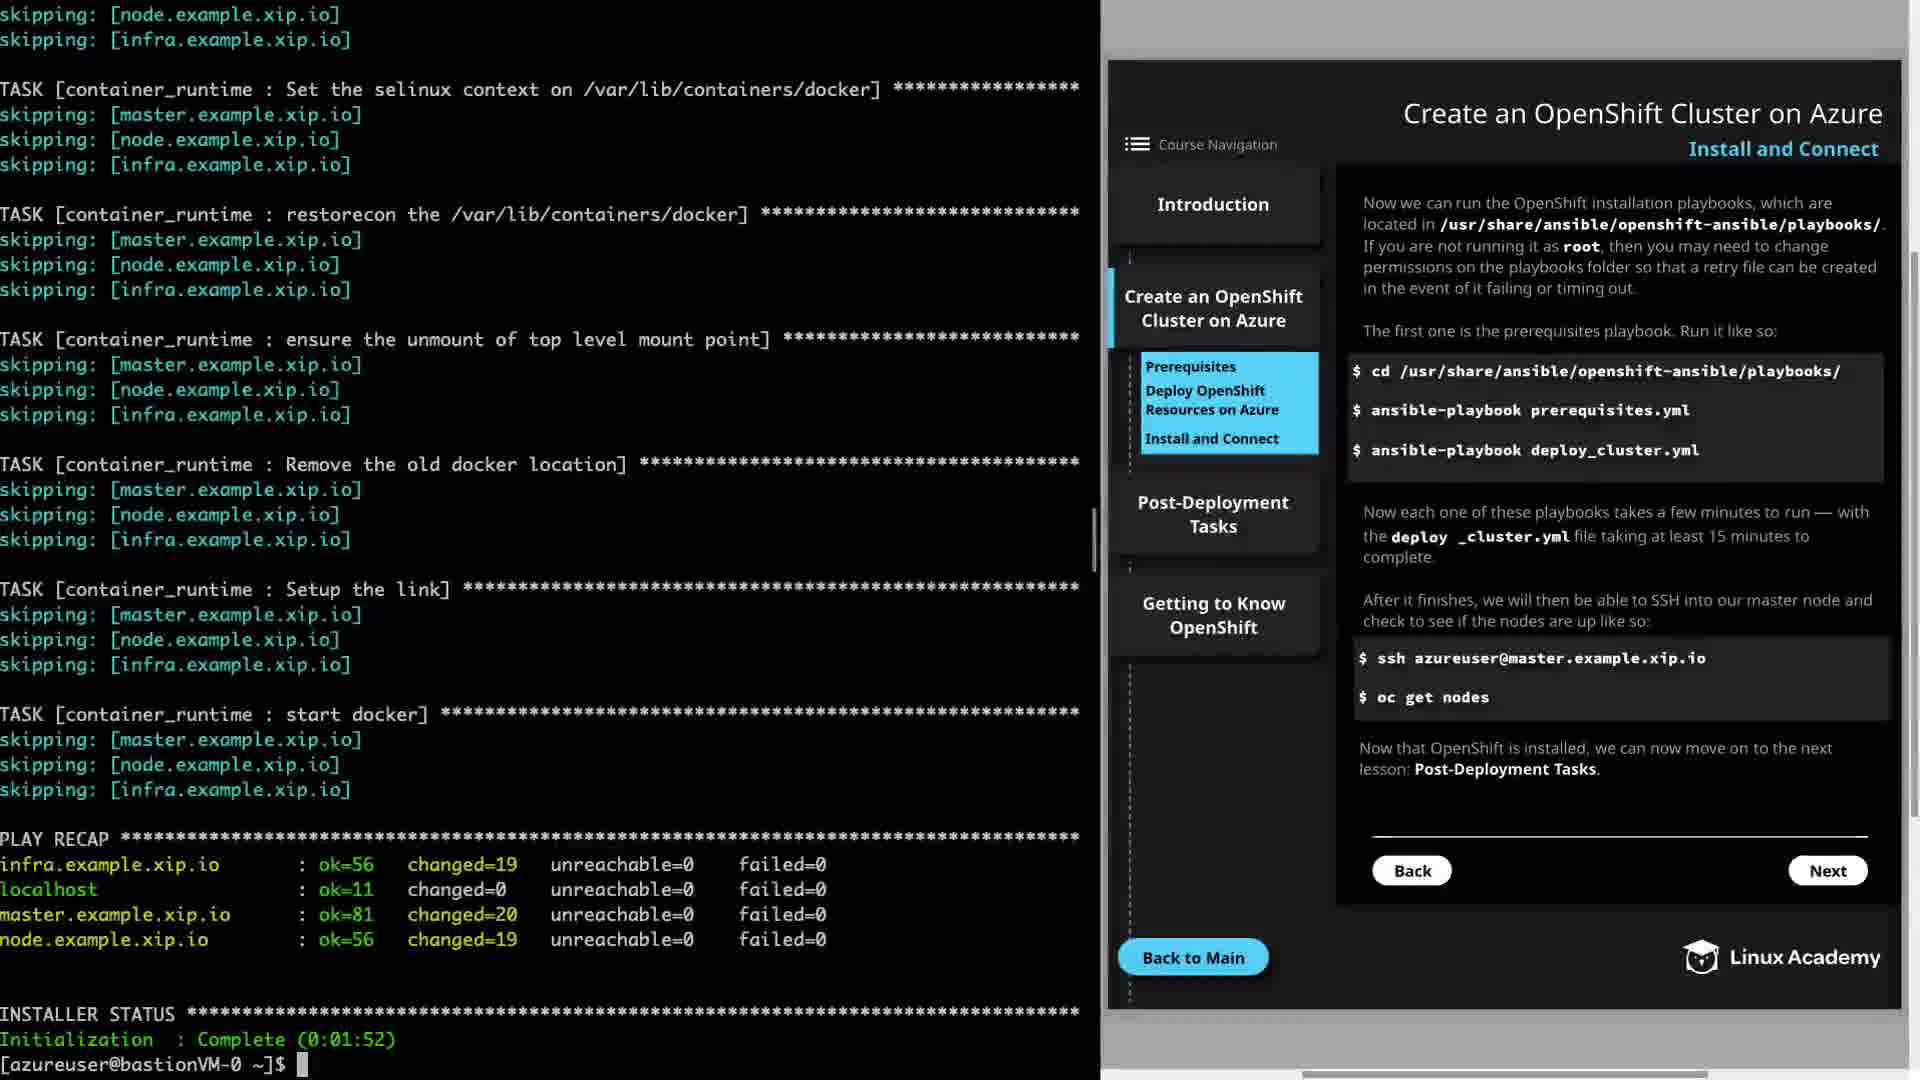 skipping: [node.example.xip.io]
skipping: [infra.example.xip.io]
TASK [container_runtime : Set the selinux context on /var/lib/containers/docker] *****************
skipping: [master.example.xip.io]
skipping: [node.example.xip.io]
skipping: [infra.example.xip.io]
TASK [container_runtime : restorecon the /var/lib/containers/docker] *****************************
skipping: [master.example.xip.io]
skipping: [node.example.xip.io]
skipping: [infra.example.xip.io]
TASK [container_runtime : ensure the unmount of top level mount point] ***************************
skipping: [master.example.xip.io]
skipping: [node.example.xip.io]
skipping: [infra.example.xip.io]
TASK [container_runtime : Remove the old docker location] ****************************************
skipping: [master.example.xip.io]
skipping: [node.example.xip.io]
skipping: [infra.example.xip.io]
TASK [container_runtime : Setup the link] ********************************************************
skipping: [master.example.xip.io]
skipping: [node.example.xip.io]
skipping: [infra.example.xip.io]
TASK [container_runtime : start docker] **********************************************************
skipping: [master.example.xip.io]
skipping: [node.example.xip.io]
skipping: [infra.example.xip.io]
PLAY RECAP ***************************************************************************************
infra.example.xip.io : ok=56 changed=19 unreachable=0 failed=0
localhost : ok=11 changed=0 unreachable=0 failed=0
master.example.xip.io : ok=81 changed=20 unreachable=0 failed=0
node.example.xip.io : ok=56 changed=19 unreachable=0 failed=0
INSTALLER STATUS *********************************************************************************
Initialization : Complete (0:01:52)
[azureuser@bastionVM-0 ~]$
Create an OpenShift Cluster on Azure
Install and Connect
Course Navigation
Introduction
Create an OpenShift
Cluster on Azure
Prerequisites
Deploy OpenShift
Resources on Azure
Install and Connect
Post-Deployment
Tasks
Getting to Know
OpenShift
Back to Main
Now we can run the OpenShift installation playbooks, which are
located in /usr/share/ansible/openshift-ansible/playbooks/.
If you are not running it as root, then you may need to change
permissions on the playbooks folder so that a retry file can be created
in the event of it failing or timing out.
The first one is the prerequisites playbook. Run it like so:
$ cd /usr/share/ansible/openshift-ansible/playbooks/
$ ansible-playbook prerequisites.yml
$ ansible-playbook deploy_cluster.yml
Now each one of these playbooks takes a few minutes to run — with
the deploy _cluster.yml file taking at least 15 minutes to
complete.
After it finishes, we will then be able to SSH into our master node and
check to see if the nodes are up like so:
$ ssh azureuser@master.example.xip.io
$ oc get nodes
Now that OpenShift is installed, we can now move on to the next
lesson: Post-Deployment Tasks.
Back
Next
Linux Academy